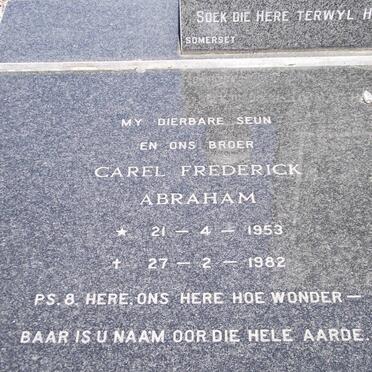 SOEK DIE HERE TERWYL H
SOMERSET
MY DIERBARE SEUN
EN ONS BROER
CAREL FREDERICK
ABRAHAM
★ 21 – 4 – 1953
✝ 27 – 2 – 1982
PS. 8, HERE, ONS HERE HOE WONDER –
BAAR IS U NAAM OOR DIE HELE AARDE.